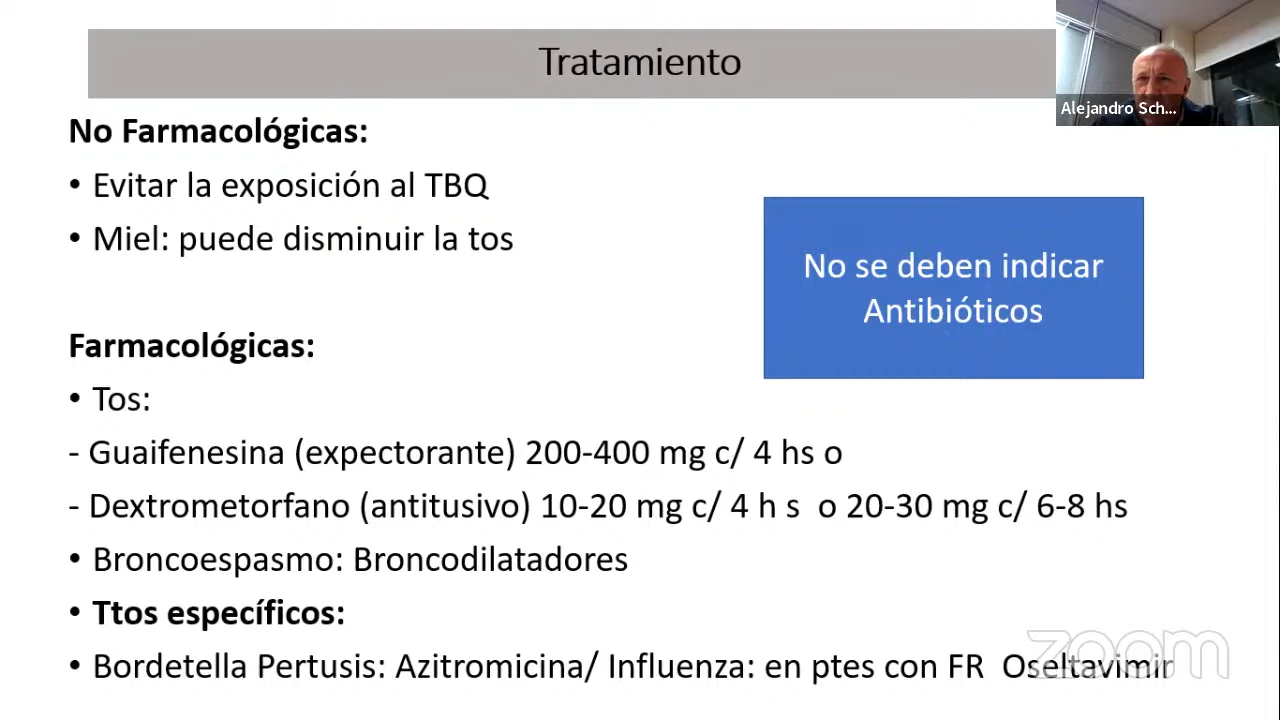 Tratamiento
Alejandro Sch...
No Farmacológicas:
• Evitar la exposición al TBQ
• Miel: puede disminuir la tos
No se deben indicar
Antibióticos
Farmacológicas:
• Tos:
- Guaifenesina (expectorante) 200-400 mg c/ 4 hs o
- Dextrometorfano (antitusivo) 10-20 mg c/ 4 h s o 20-30 mg c/ 6-8 hs
• Broncoespasmo: Broncodilatadores
• Ttos específicos:
• Bordetella Pertusis: Azitromicina/ Influenza: en ptes con FR Oseltavimir
zoom